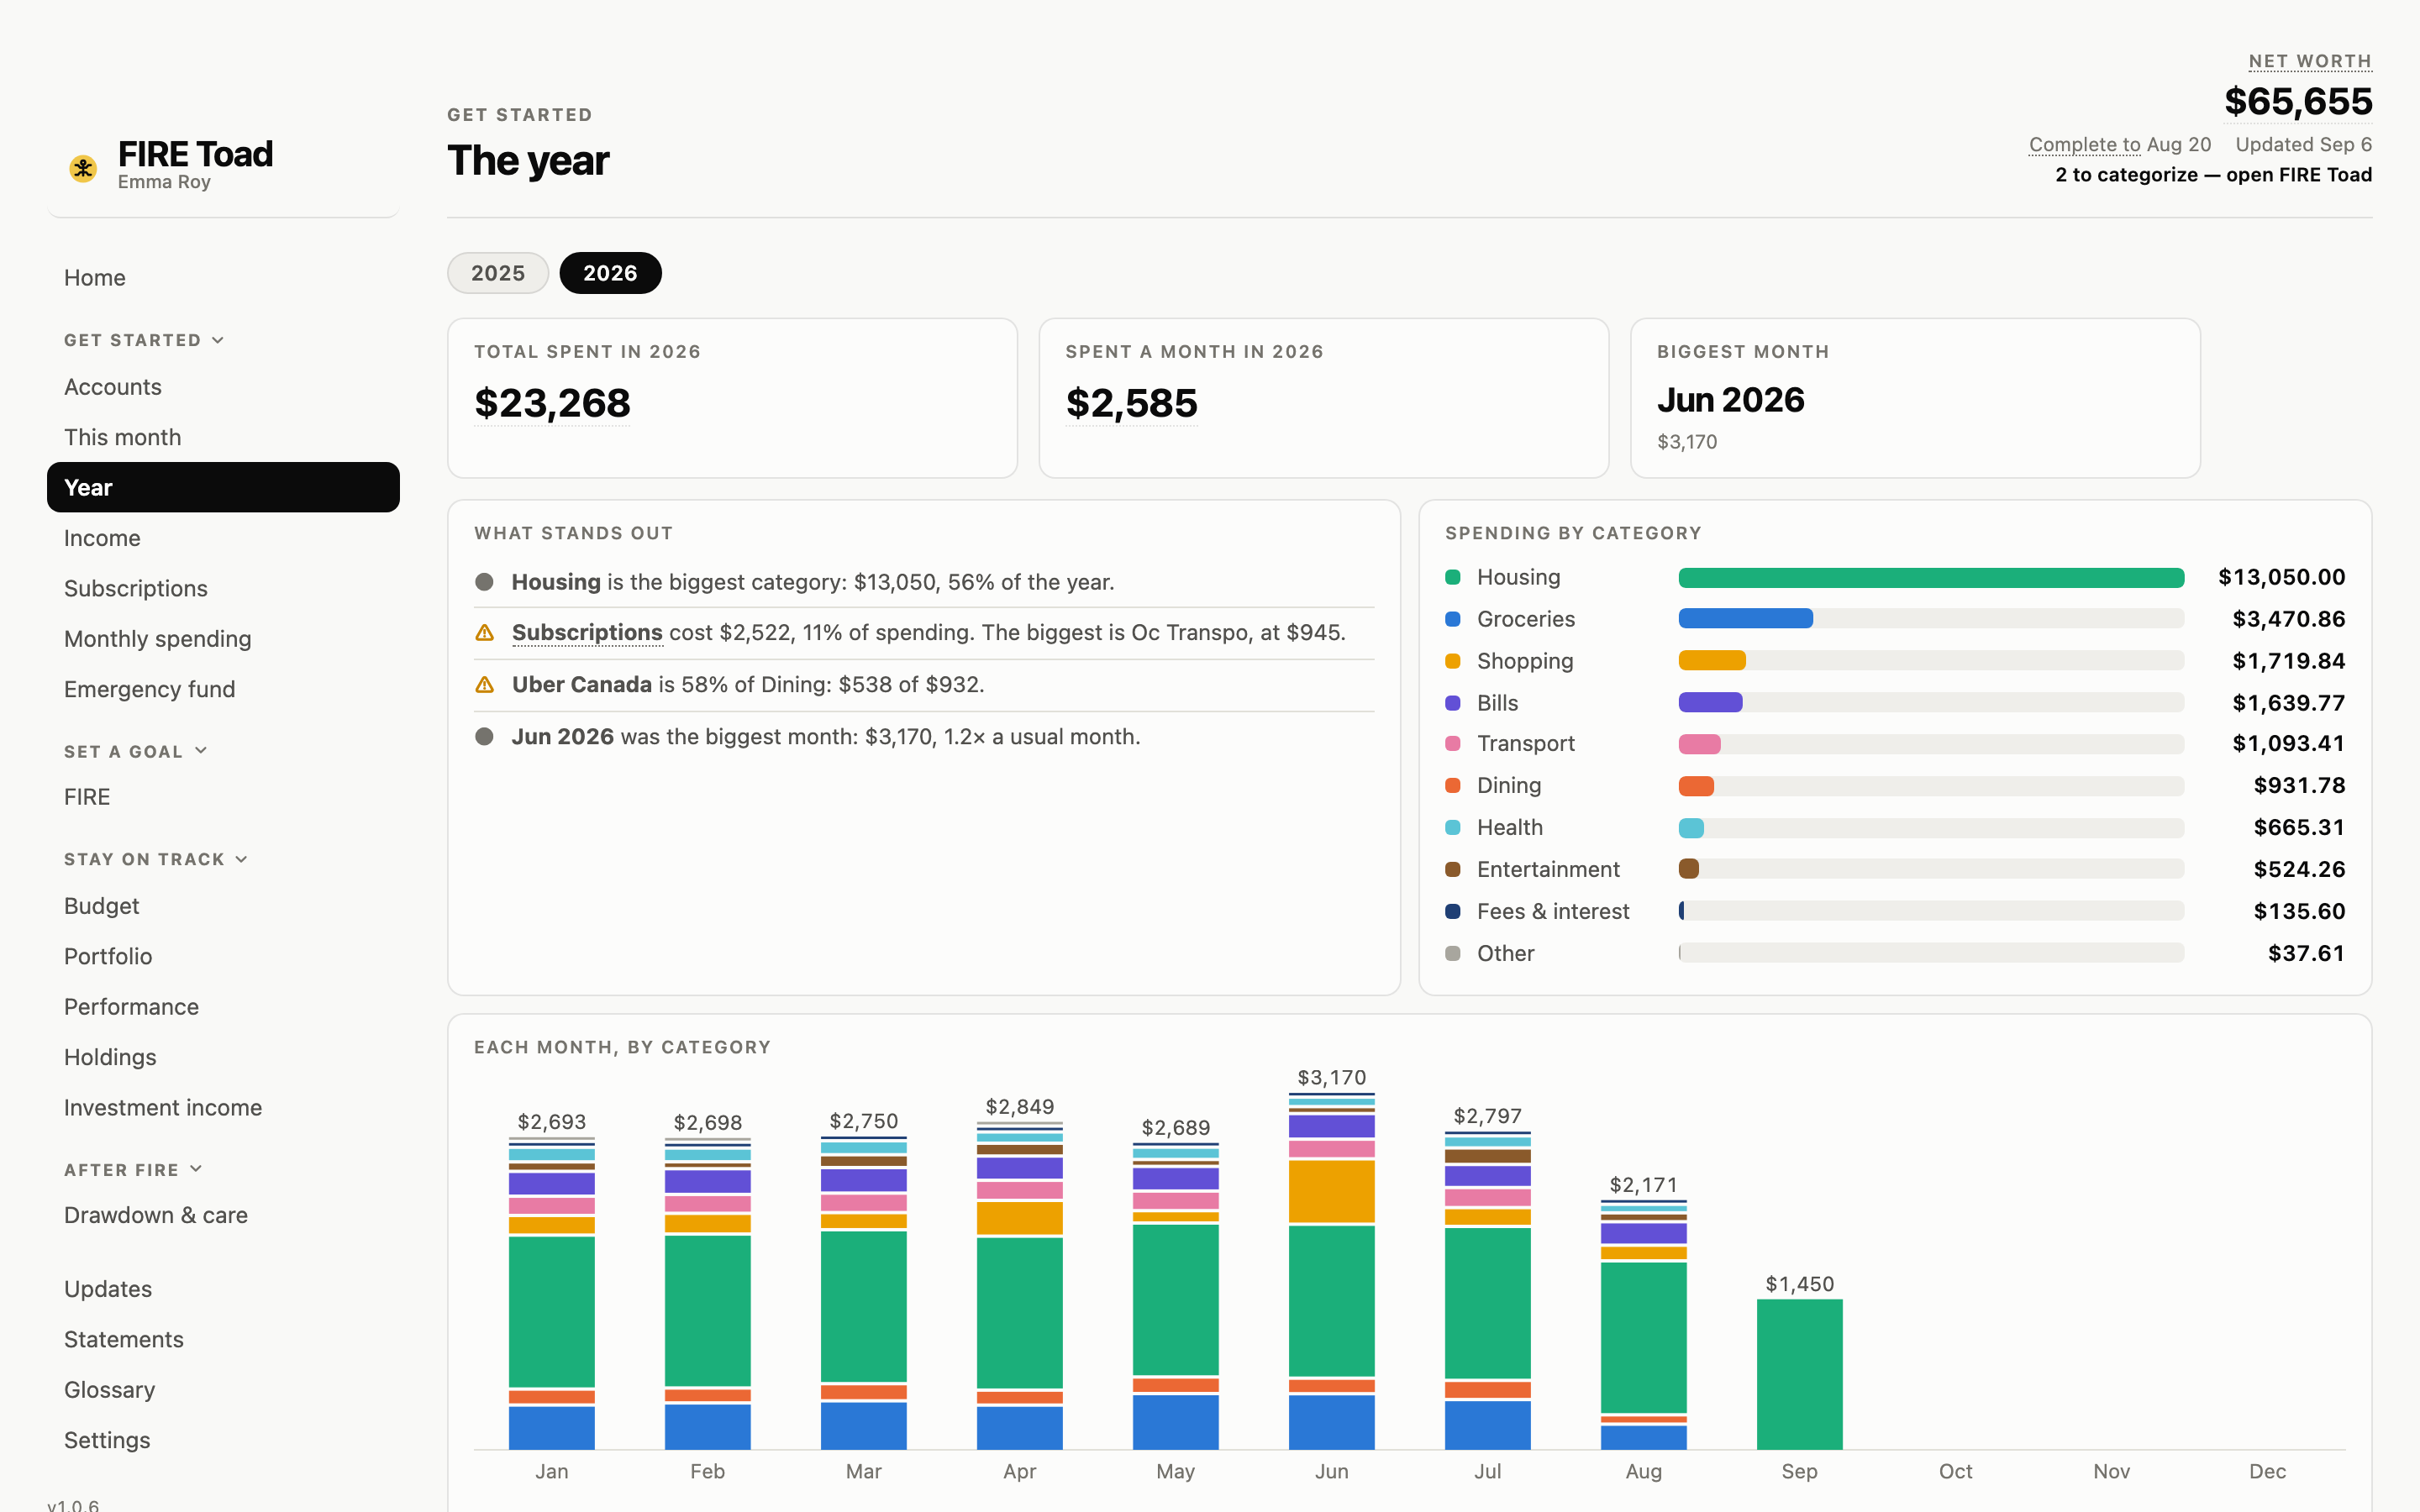 FIRE Toad
Emma Roy
Home
GET STARTED
Accounts
This month
Year
Income
Subscriptions
Monthly spending
Emergency fund
SET A GOAL
FIRE
STAY ON TRACK
Budget
Portfolio
Performance
Holdings
Investment income
AFTER FIRE
Drawdown & care
Updates
Statements
Glossary
Settings
v1.0.6
GET STARTED
The year
NET WORTH
$65,655
Complete to Aug 20 Updated Sep 6
2 to categorize — open FIRE Toad
2025 2026
TOTAL SPENT IN 2026
$23,268
SPENT A MONTH IN 2026
$2,585
BIGGEST MONTH
Jun 2026
$3,170
WHAT STANDS OUT
Housing is the biggest category: $13,050, 56% of the year.
Subscriptions cost $2,522, 11% of spending. The biggest is Oc Transpo, at $945.
Uber Canada is 58% of Dining: $538 of $932.
Jun 2026 was the biggest month: $3,170, 1.2× a usual month.
SPENDING BY CATEGORY
Housing $13,050.00
Groceries $3,470.86
Shopping $1,719.84
Bills $1,639.77
Transport $1,093.41
Dining $931.78
Health $665.31
Entertainment $524.26
Fees & interest $135.60
Other $37.61
EACH MONTH, BY CATEGORY
$2,693 $2,698 $2,750 $2,849 $2,689 $3,170 $2,797 $2,171 $1,450
Jan Feb Mar Apr May Jun Jul Aug Sep Oct Nov Dec